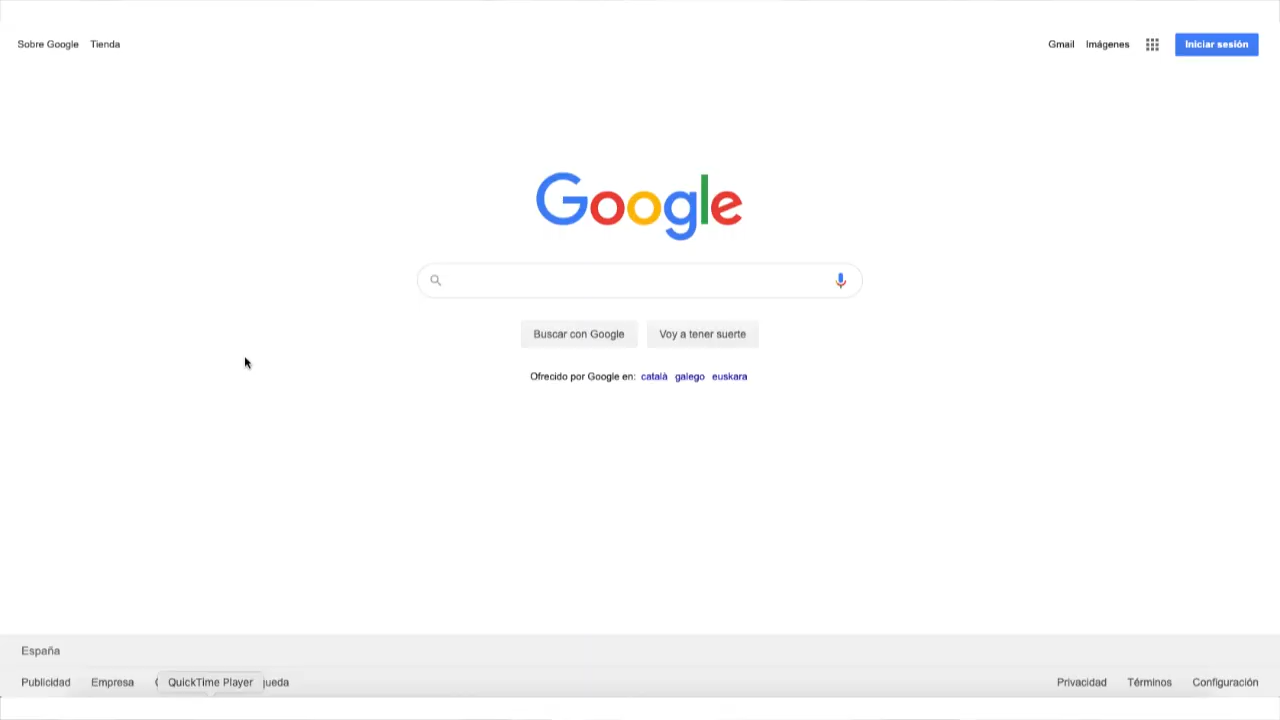 Sobre Google Tienda
Gmail Imágenes Iniciar sesión
Google
Buscar con Google Voy a tener suerte
Ofrecido por Google en: català galego euskara
España
Publicidad Empresa QuickTime Player queda
Privacidad Términos Configuración